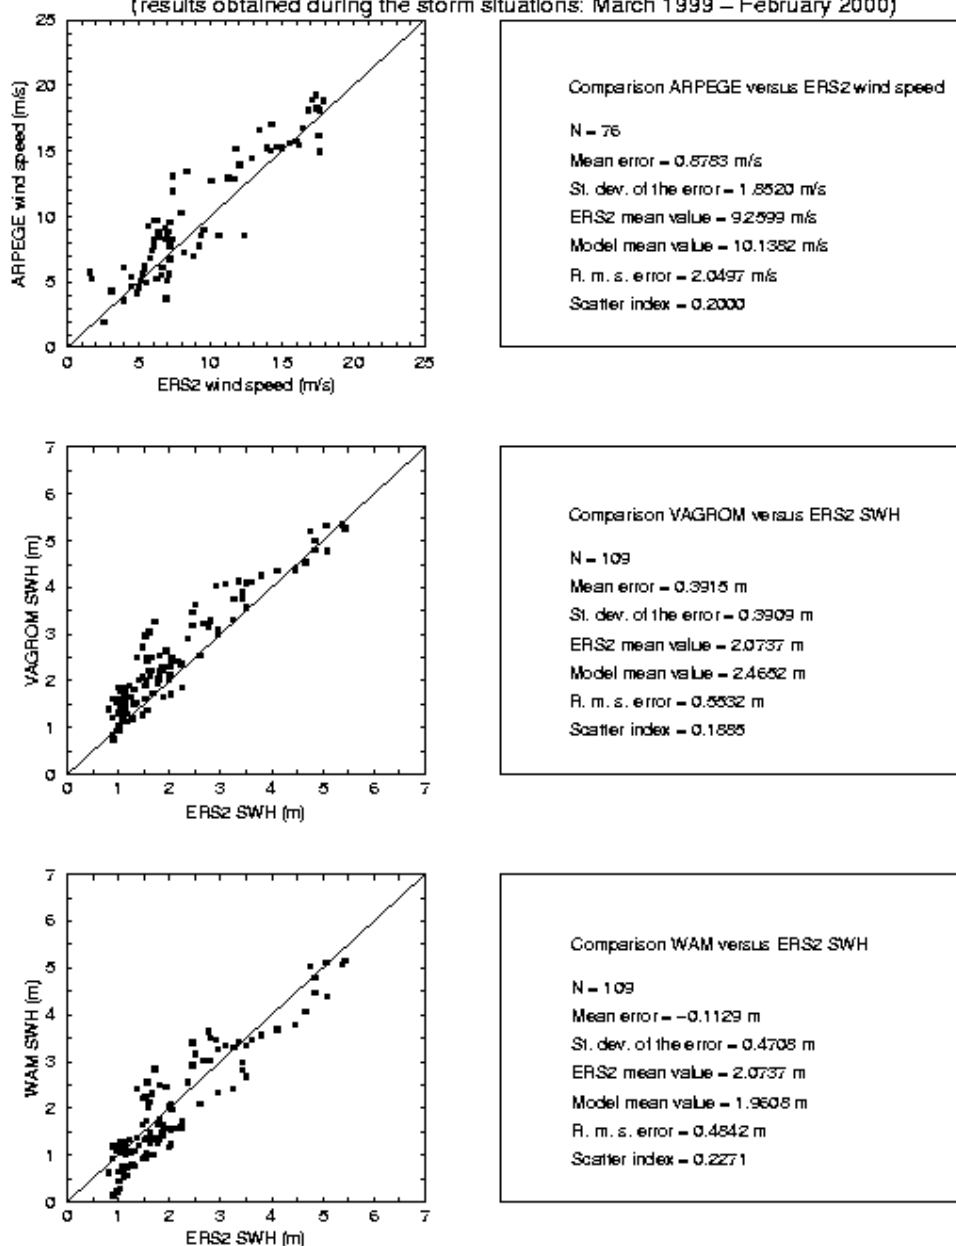 (results obtained during the storm situations: March 1999 – February 2000)
25
20
15
10
5
0
ARPEGE wind speed (m/s)
0 5 10 15 20 25
ERS2 wind speed (m/s)
Comparison ARPEGE versus ERS2 wind speed
N = 76
Mean error = 0.8783 m/s
St. dev. of the error = 1.8520 m/s
ERS2 mean value = 9.2599 m/s
Model mean value = 10.1382 m/s
R. m. s. error = 2.0497 m/s
Scatter index = 0.2000
7
6
5
4
3
2
1
0
VAGROM SWH (m)
0 1 2 3 4 5 6 7
ERS2 SWH (m)
Comparison VAGROM versus ERS2 SWH
N = 109
Mean error = 0.3915 m
St. dev. of the error = 0.3909 m
ERS2 mean value = 2.0737 m
Model mean value = 2.4652 m
R. m. s. error = 0.5532 m
Scatter index = 0.1885
7
6
5
4
3
2
1
0
WAM SWH (m)
0 1 2 3 4 5 6 7
ERS2 SWH (m)
Comparison WAM versus ERS2 SWH
N = 109
Mean error = −0.1129 m
St. dev. of the error = 0.4708 m
ERS2 mean value = 2.0737 m
Model mean value = 1.9608 m
R. m. s. error = 0.4842 m
Scatter index = 0.2271